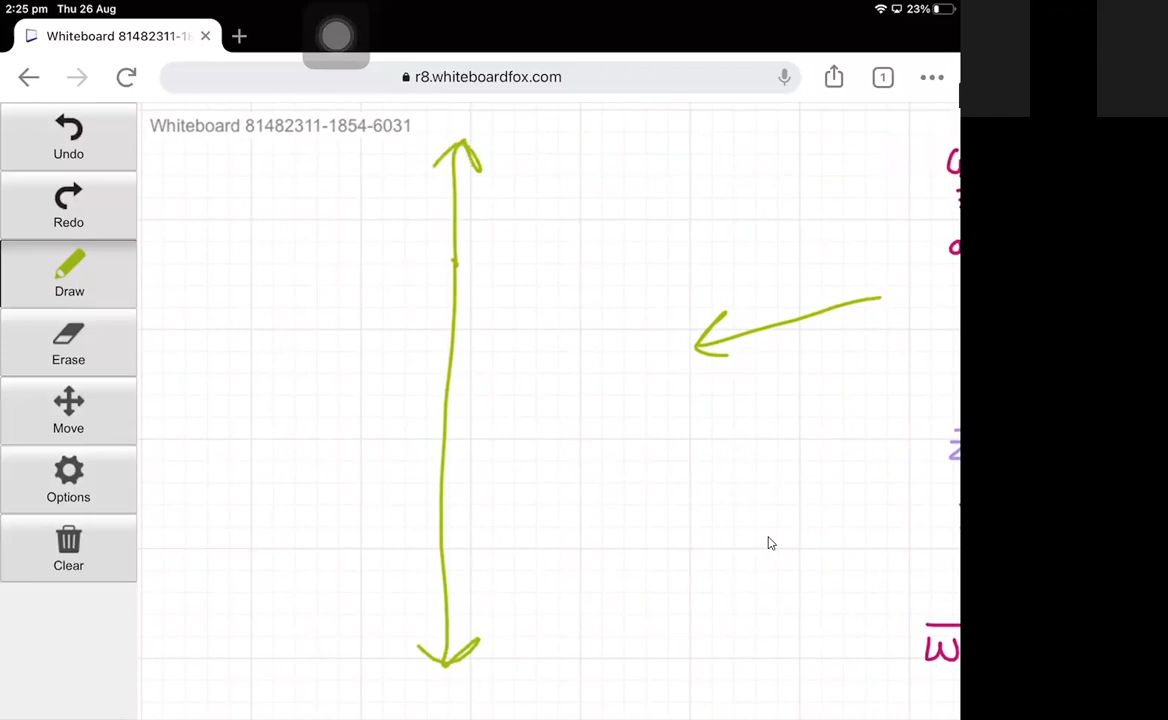 2:25 pm Thu 26 Aug 23%
Whiteboard 81482311-18
r8.whiteboardfox.com 1
Whiteboard 81482311-1854-6031
Undo
Redo
Draw
Erase
Move
Options
Clear